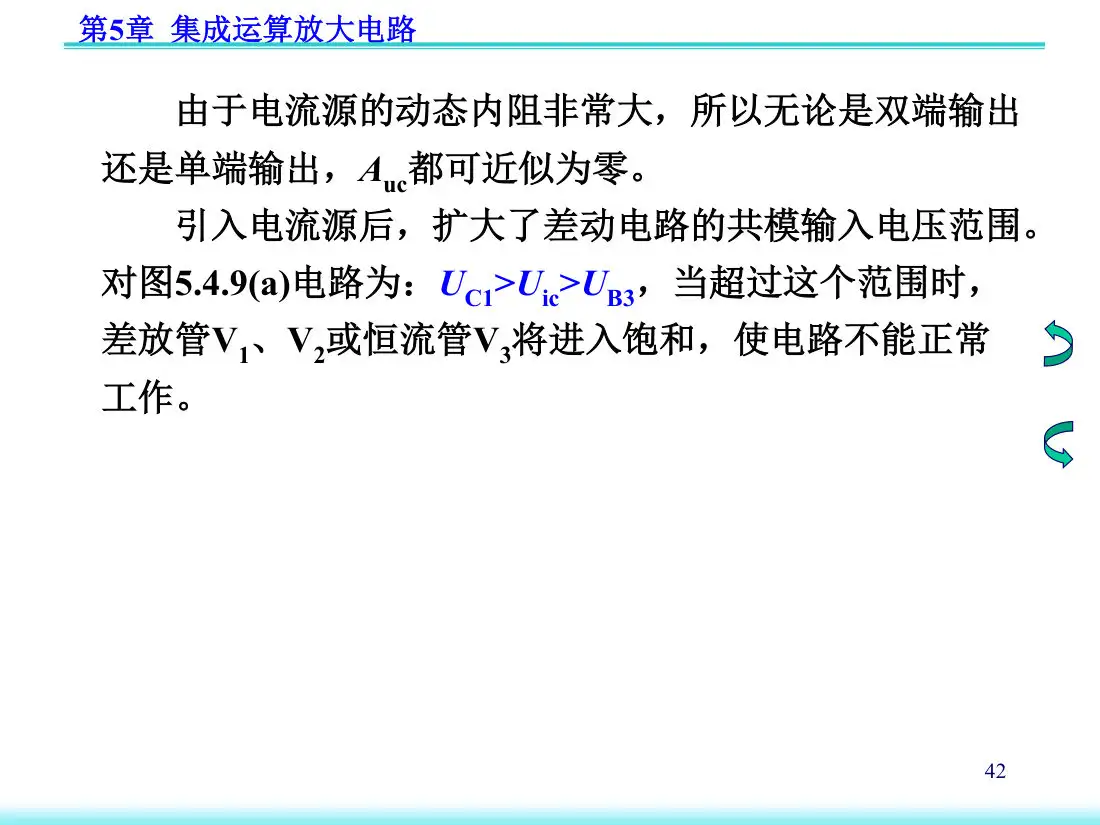 第5章 集成运算放大电路
由于电流源的动态内阻非常大，所以无论是双端输出
还是单端输出，Auc都可近似为零。
引入电流源后，扩大了差动电路的共模输入电压范围。
对图5.4.9(a)电路为：UC1>Uic>UB3，当超过这个范围时，
差放管V1、V2或恒流管V3将进入饱和，使电路不能正常
工作。
42